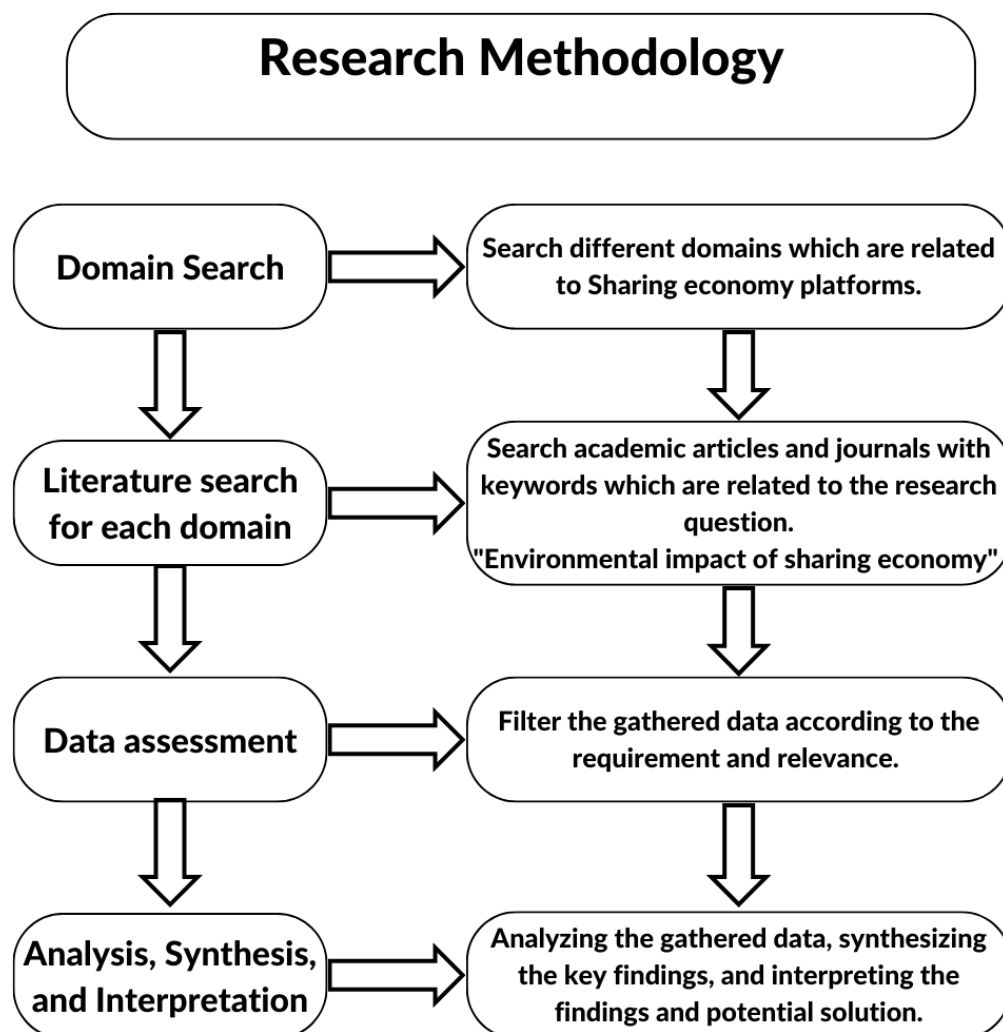 Research Methodology
Domain Search
Search different domains which are related
to Sharing economy platforms.
Literature search
for each domain
Search academic articles and journals with
keywords which are related to the research
question.
"Environmental impact of sharing economy"
Data assessment
Filter the gathered data according to the
requirement and relevance.
Analysis, Synthesis,
and Interpretation
Analyzing the gathered data, synthesizing
the key findings, and interpreting the
findings and potential solution.